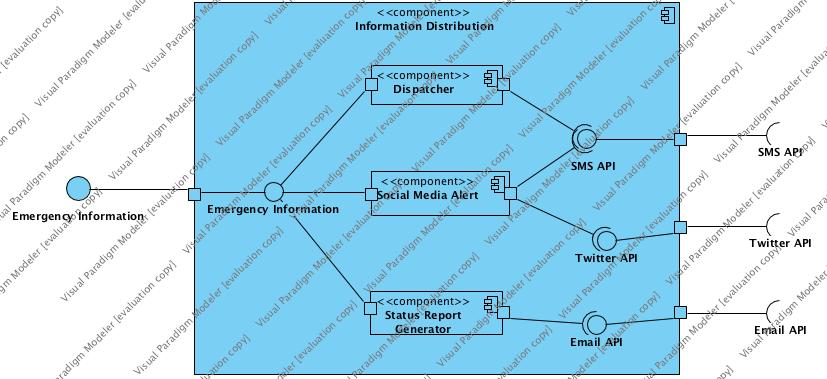 <<component>>
Information Distribution
<<component>>
Dispatcher
SMS API
SMS API
<<component>>
Social Media Alert
Emergency Information
Emergency Information
Twitter API
Twitter API
<<component>>
Status Report
Generator
Email API
Email API
Visual Paradigm Modeler [evaluation copy]